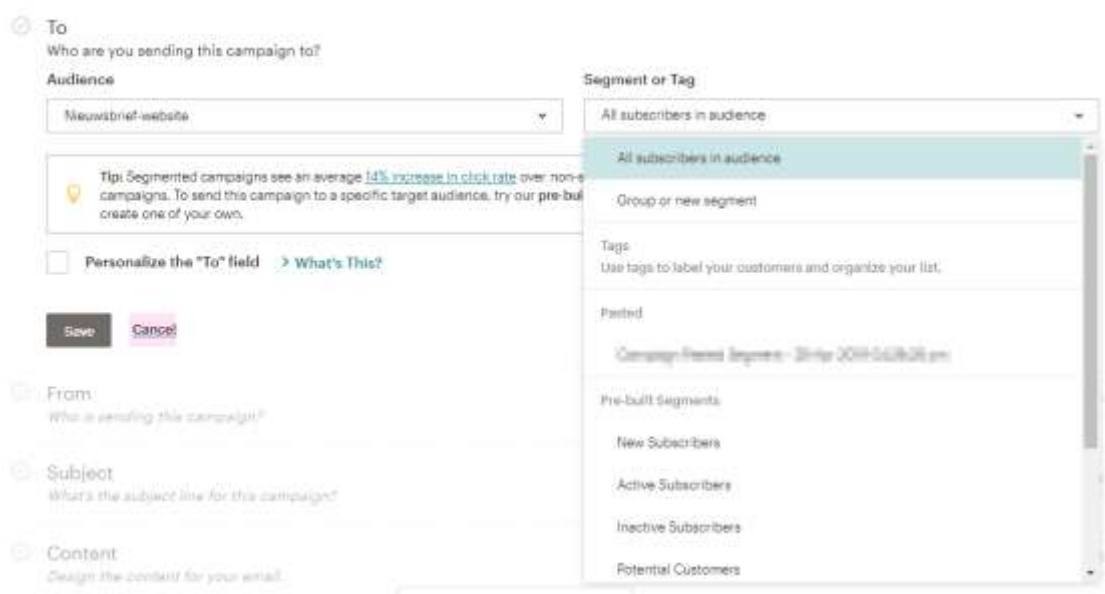 To
Who are you sending this campaign to?
Audience
Segment or Tag
Nieuwsbrief-website
All subscribers in audience
All subscribers in audience
Group or new segment
Tip: Segmented campaigns see an average 14% increase in click rate over non-s
campaigns. To send this campaign to a specific target audience, try our pre-bui
create one of your own.
Personalize the "To" field > What's This?
Tags
Use tags to label your customers and organize your list.
Pasted
Save Cancel
From
Who is sending this campaign?
Pre-built Segments
New Subscribers
Subject
What's the subject line for this campaign?
Active Subscribers
Inactive Subscribers
Content
Design the content for your email.
Potential Customers